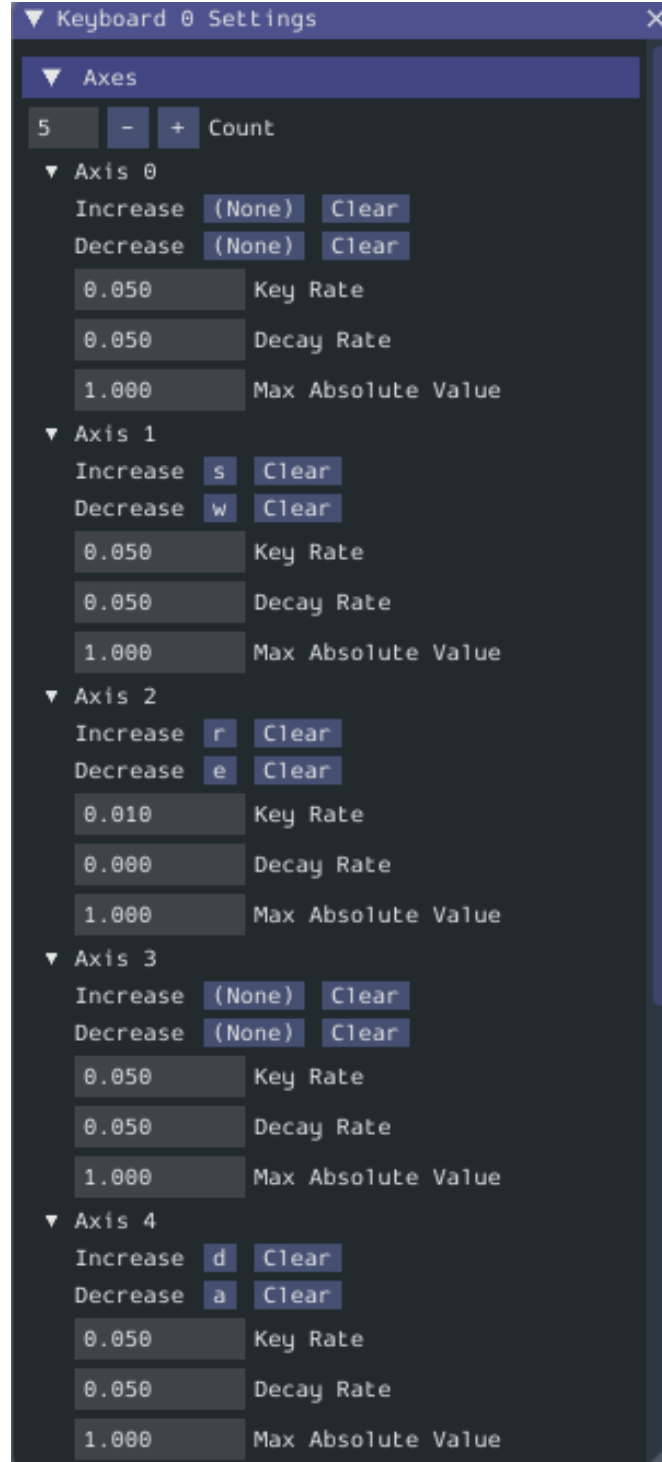 Keyboard 0 Settings
Axes
5 - + Count
Axis 0
Increase (None) Clear
Decrease (None) Clear
0.050 Key Rate
0.050 Decay Rate
1.000 Max Absolute Value
Axis 1
Increase s Clear
Decrease w Clear
0.050 Key Rate
0.050 Decay Rate
1.000 Max Absolute Value
Axis 2
Increase r Clear
Decrease e Clear
0.010 Key Rate
0.000 Decay Rate
1.000 Max Absolute Value
Axis 3
Increase (None) Clear
Decrease (None) Clear
0.050 Key Rate
0.050 Decay Rate
1.000 Max Absolute Value
Axis 4
Increase d Clear
Decrease a Clear
0.050 Key Rate
0.050 Decay Rate
1.000 Max Absolute Value